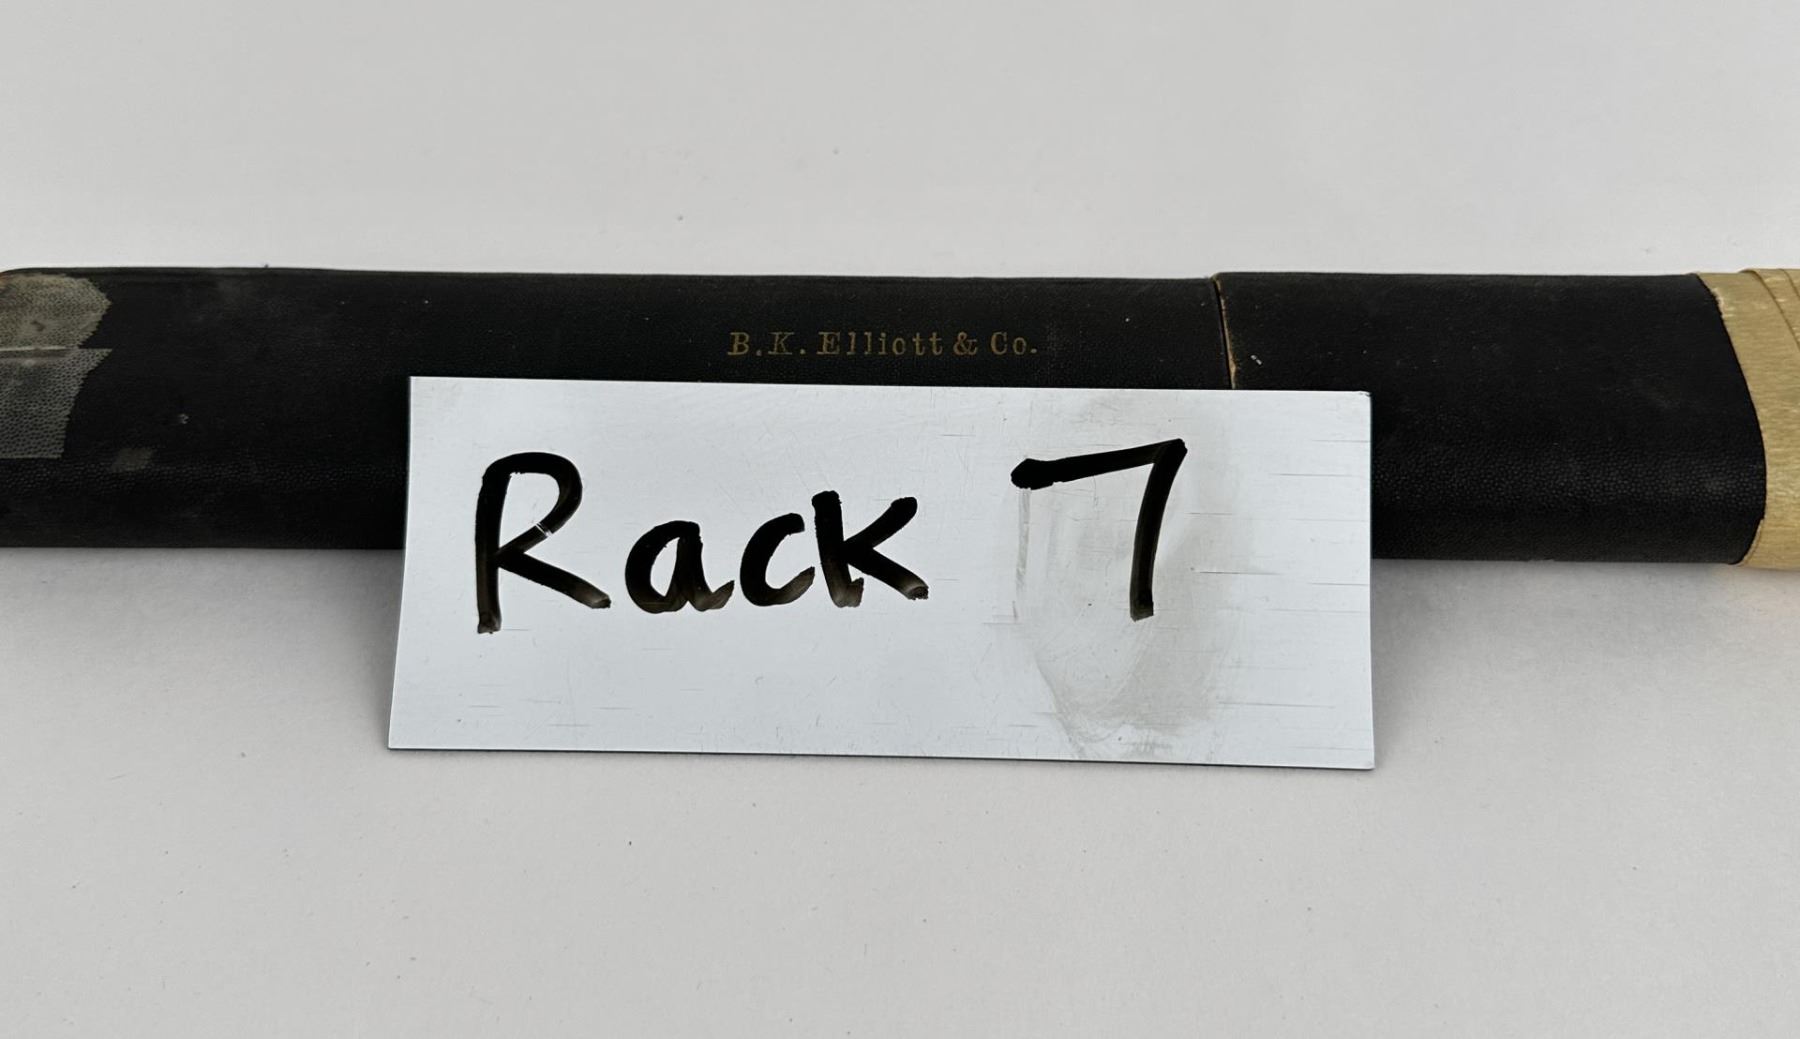 B.K. Elliott & Co.
Rack 7